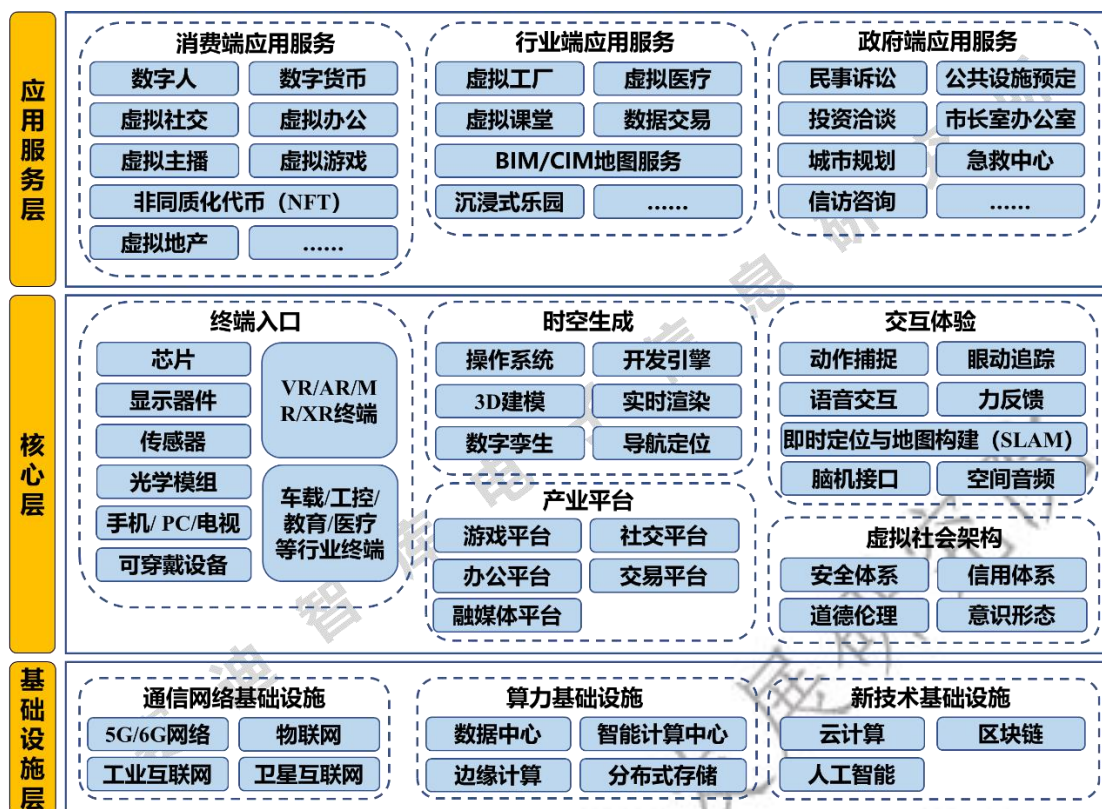 应用服务层
消费端应用服务
数字人
数字货币
虚拟社交
虚拟办公
虚拟主播
虚拟游戏
非同质化代币（NFT）
虚拟地产
……
行业端应用服务
虚拟工厂
虚拟医疗
虚拟课堂
数据交易
BIM/CIM地图服务
沉浸式乐园
……
政府端应用服务
民事诉讼
公共设施预定
投资洽谈
市长室办公室
城市规划
急救中心
信访咨询
……
核心层
终端入口
芯片
显示器件
传感器
光学模组
手机/ PC/电视
可穿戴设备
VR/AR/M
R/XR终端
车载/工控/
教育/医疗
等行业终端
时空生成
操作系统
开发引擎
3D建模
实时渲染
数字孪生
导航定位
产业平台
游戏平台
社交平台
办公平台
交易平台
融媒体平台
交互体验
动作捕捉
眼动追踪
语音交互
力反馈
即时定位与地图构建（SLAM）
脑机接口
空间音频
虚拟社会架构
安全体系
信用体系
道德伦理
意识形态
基础设施层
通信网络基础设施
5G/6G网络
物联网
工业互联网
卫星互联网
算力基础设施
数据中心
智能计算中心
边缘计算
分布式存储
新技术基础设施
云计算
区块链
人工智能